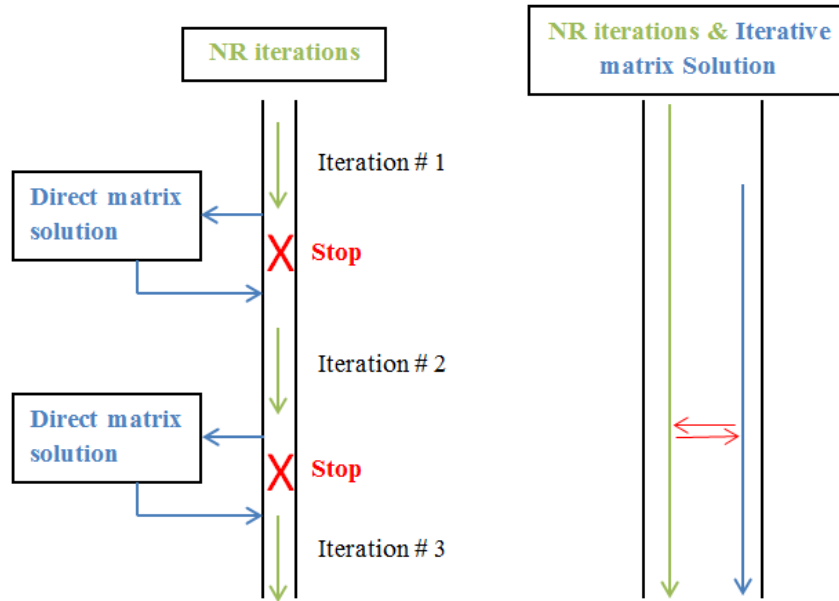 NR iterations
Iteration # 1
Direct matrix
solution
Stop
Iteration # 2
Direct matrix
solution
Stop
Iteration # 3
NR iterations & Iterative
matrix Solution